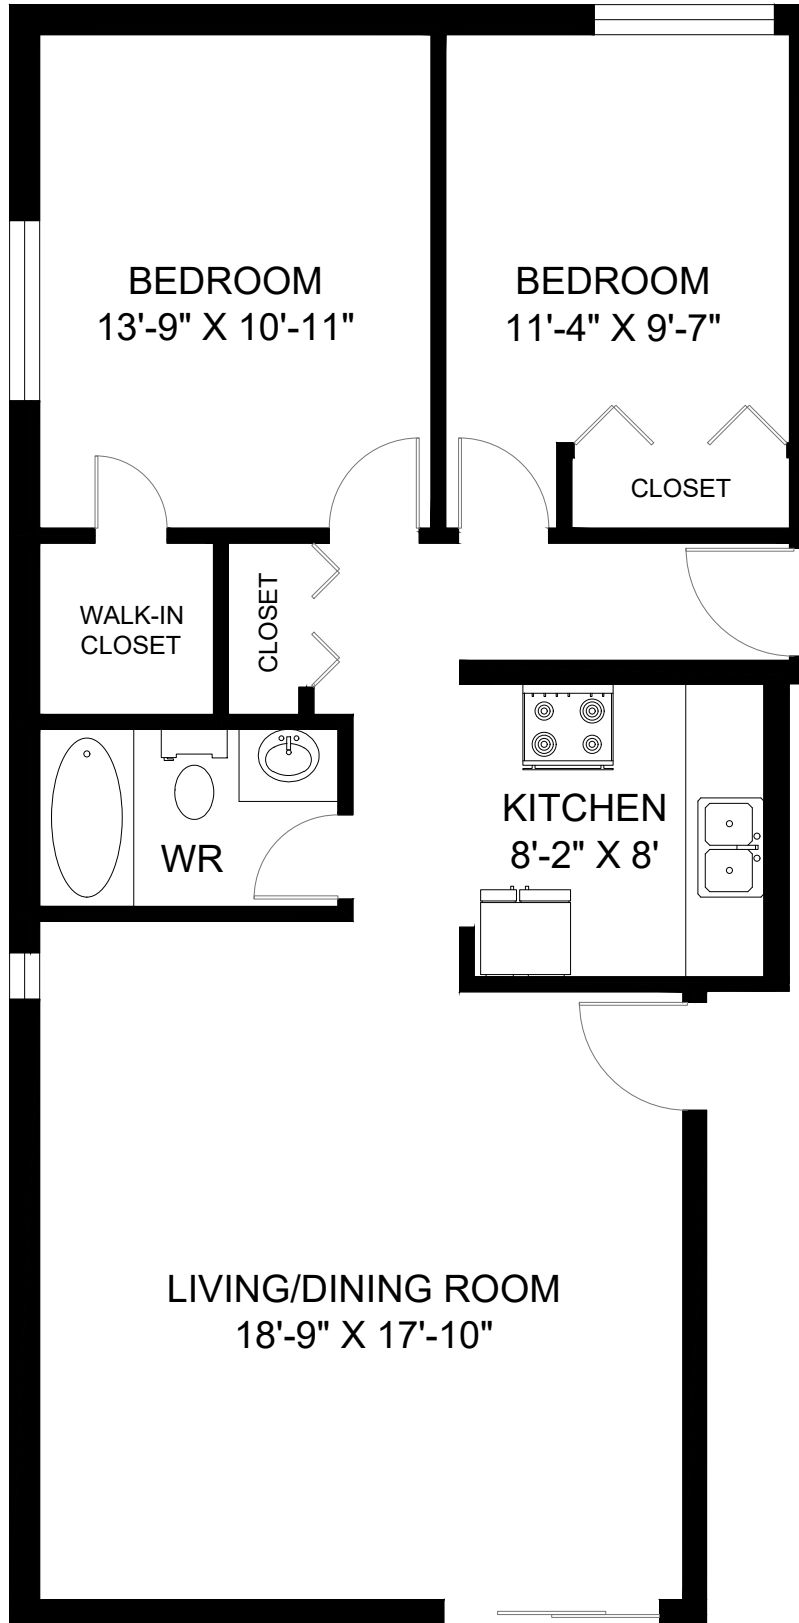 BEDROOM
13'-9" X 10'-11"
BEDROOM
11'-4" X 9'-7"
CLOSET
WALK-IN
CLOSET
CLOSET
KITCHEN
8'-2" X 8'
WR
LIVING/DINING ROOM
18'-9" X 17'-10"